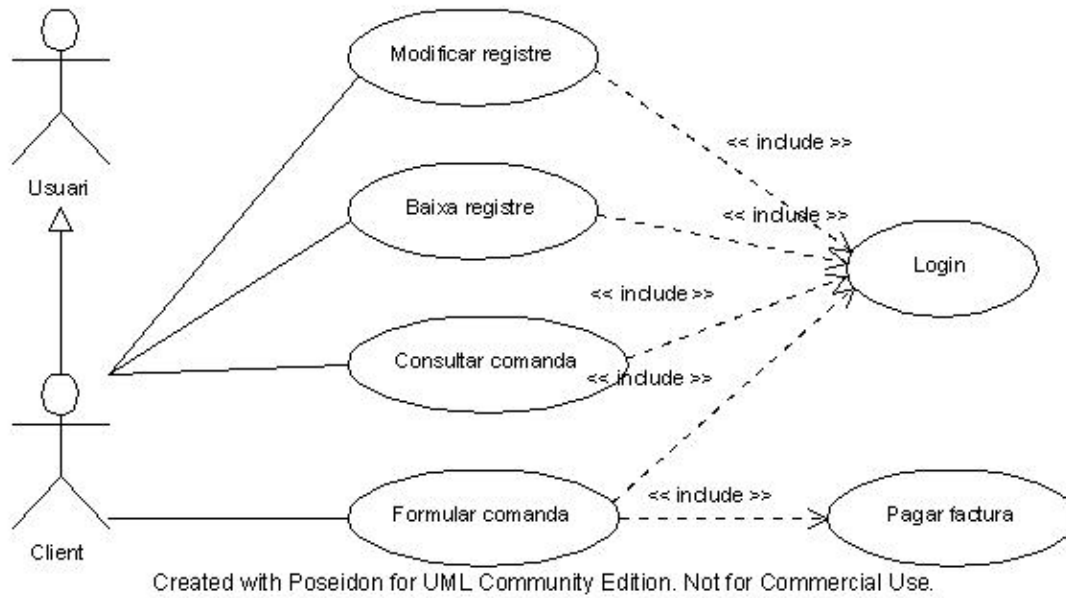 Modificar registre
<< include >>
Usuari
Baixa registre
<< include >>
Login
<< include >>
Consultar comanda
<< include >>
Formular comanda
<< include >>
Pagar factura
Client
Created with Poseidon for UML Community Edition. Not for Commercial Use.